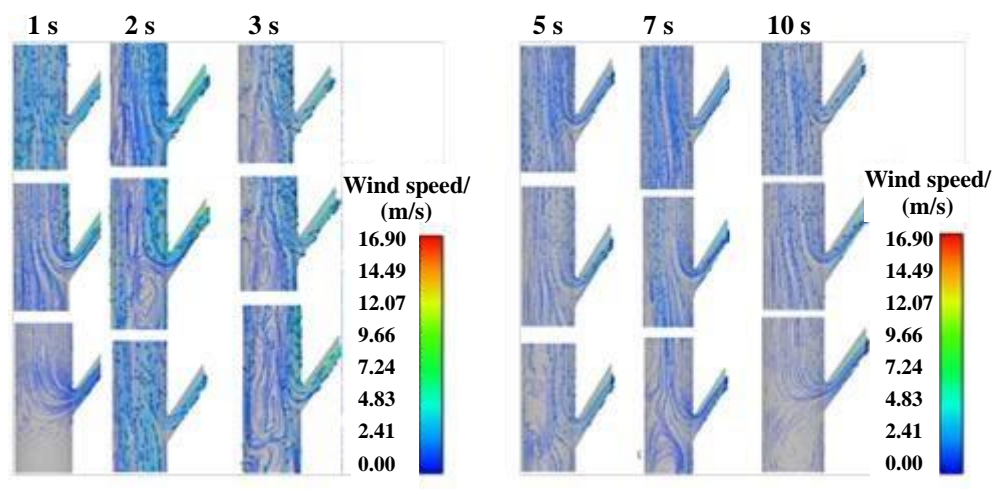 1 s 2 s 3 s
Wind speed/
(m/s)
16.90
14.49
12.07
9.66
7.24
4.83
2.41
0.00
5 s 7 s 10 s
Wind speed/
(m/s)
16.90
14.49
12.07
9.66
7.24
4.83
2.41
0.00